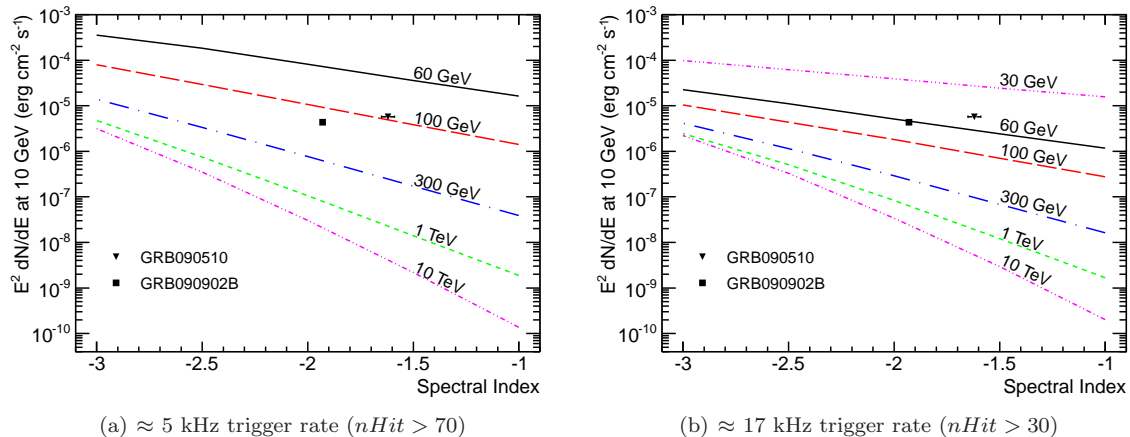 E² dN/dE at 10 GeV (erg cm⁻² s⁻¹)
10⁻³
10⁻⁴
10⁻⁵
10⁻⁶
10⁻⁷
10⁻⁸
10⁻⁹
10⁻¹⁰
60 GeV
100 GeV
300 GeV
1 TeV
10 TeV
GRB090510
GRB090902B
-3 -2.5 -2 -1.5 -1
Spectral Index
(a) ≈ 5 kHz trigger rate (nHit > 70)
E² dN/dE at 10 GeV (erg cm⁻² s⁻¹)
10⁻³
10⁻⁴
10⁻⁵
10⁻⁶
10⁻⁷
10⁻⁸
10⁻⁹
10⁻¹⁰
30 GeV
60 GeV
100 GeV
300 GeV
1 TeV
10 TeV
GRB090510
GRB090902B
-3 -2.5 -2 -1.5 -1
Spectral Index
(b) ≈ 17 kHz trigger rate (nHit > 30)